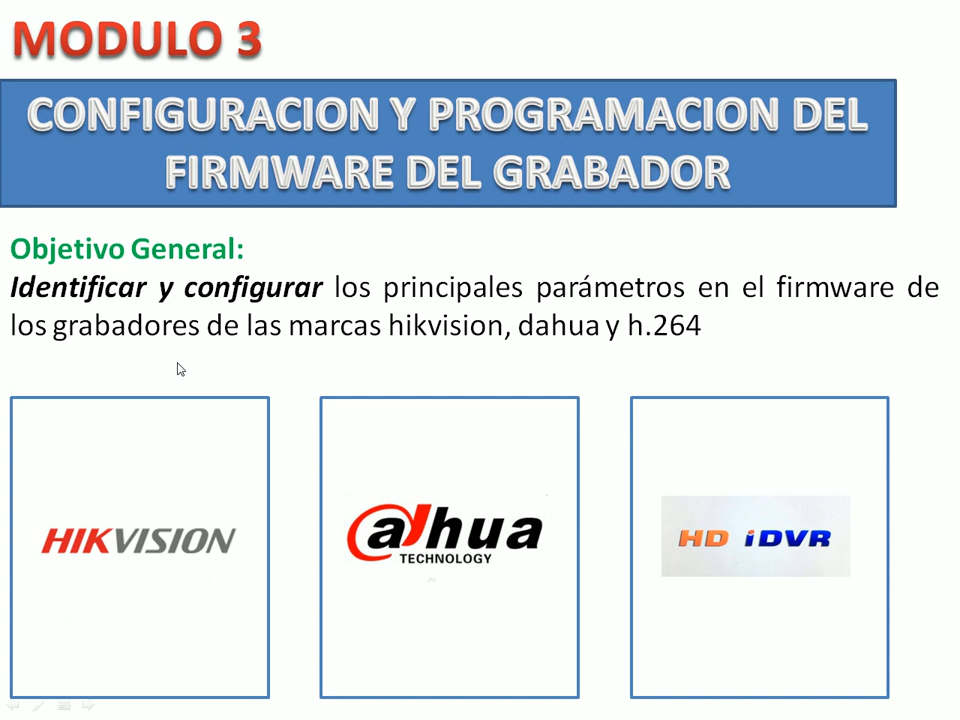 MODULO 3
CONFIGURACION Y PROGRAMACION DEL
FIRMWARE DEL GRABADOR
Objetivo General:
Identificar y configurar los principales parámetros en el firmware de
los grabadores de las marcas hikvision, dahua y h.264
HIKVISION
alhua
TECHNOLOGY
HD iDVR